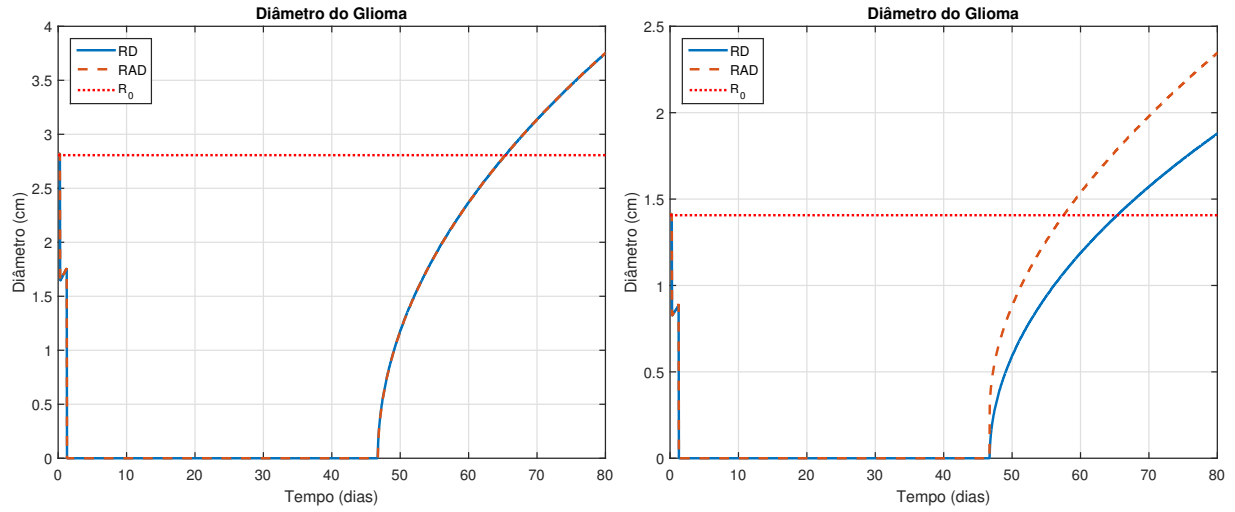 Diâmetro do Glioma
RD
RAD
R0
4
3.5
3
2.5
2
1.5
1
0.5
0
Diâmetro (cm)
0 10 20 30 40 50 60 70 80
Tempo (dias)
Diâmetro do Glioma
RD
RAD
R0
2.5
2
1.5
1
0.5
0
Diâmetro (cm)
0 10 20 30 40 50 60 70 80
Tempo (dias)